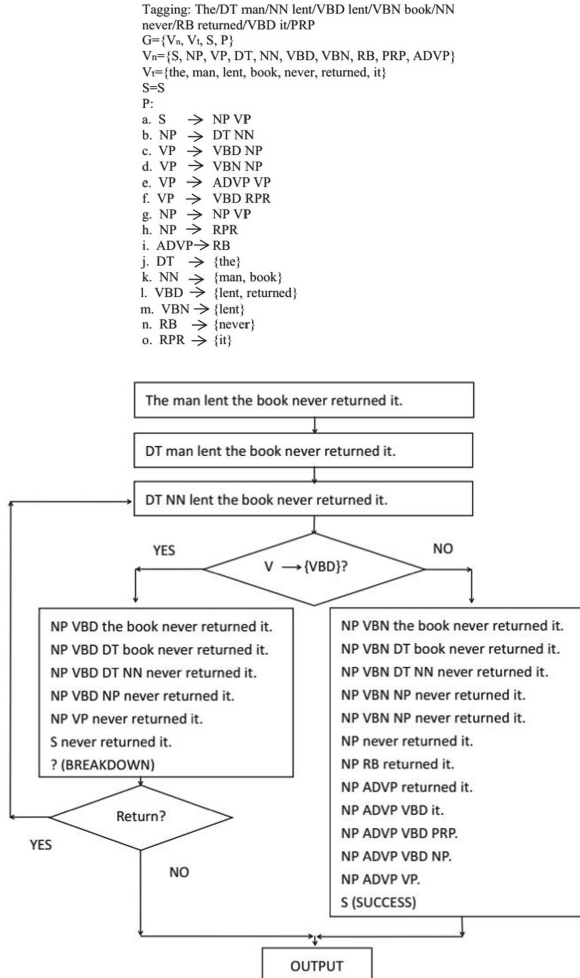 Tagging: The/DT man/NN lent/VBD lent/VBN book/NN
never/RB returned/VBD it/PRP
G={Vₙ, Vₜ, S, P}
Vₙ={S, NP, VP, DT, NN, VBD, VBN, RB, PRP, ADVP}
Vₜ={the, man, lent, book, never, returned, it}
S=S
P:
a. S → NP VP
b. NP → DT NN
c. VP → VBD NP
d. VP → VBN NP
e. VP → ADVP VP
f. VP → VBD RPR
g. NP → NP VP
h. NP → RPR
i. ADVP → RB
j. DT → {the}
k. NN → {man, book}
l. VBD → {lent, returned}
m. VBN → {lent}
n. RB → {never}
o. RPR → {it}
The man lent the book never returned it.
DT man lent the book never returned it.
DT NN lent the book never returned it.
YES
V → {VBD}?
NO
NP VBD the book never returned it.
NP VBD DT book never returned it.
NP VBD DT NN never returned it.
NP VBD NP never returned it.
NP VP never returned it.
S never returned it.
? (BREAKDOWN)
Return?
YES
NO
NP VBN the book never returned it.
NP VBN DT book never returned it.
NP VBN DT NN never returned it.
NP VBN NP never returned it.
NP VBN NP never returned it.
NP never returned it.
NP RB returned it.
NP ADVP returned it.
NP ADVP VBD it.
NP ADVP VBD PRP.
NP ADVP VBD NP.
NP ADVP VP.
S (SUCCESS)
OUTPUT